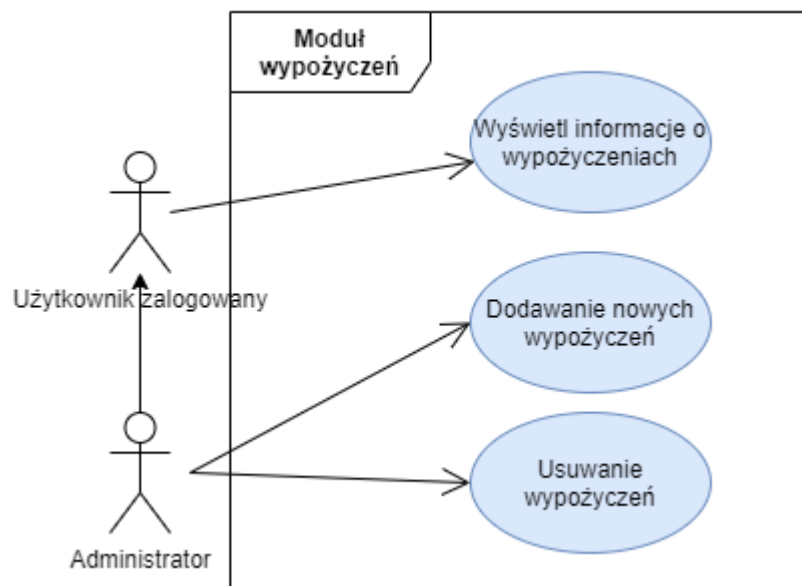 Moduł
wypożyczeń
Wyświetl informacje o
wypożyczeniach
Użytkownik zalogowany
Dodawanie nowych
wypożyczeń
Usuwanie
wypożyczeń
Administrator